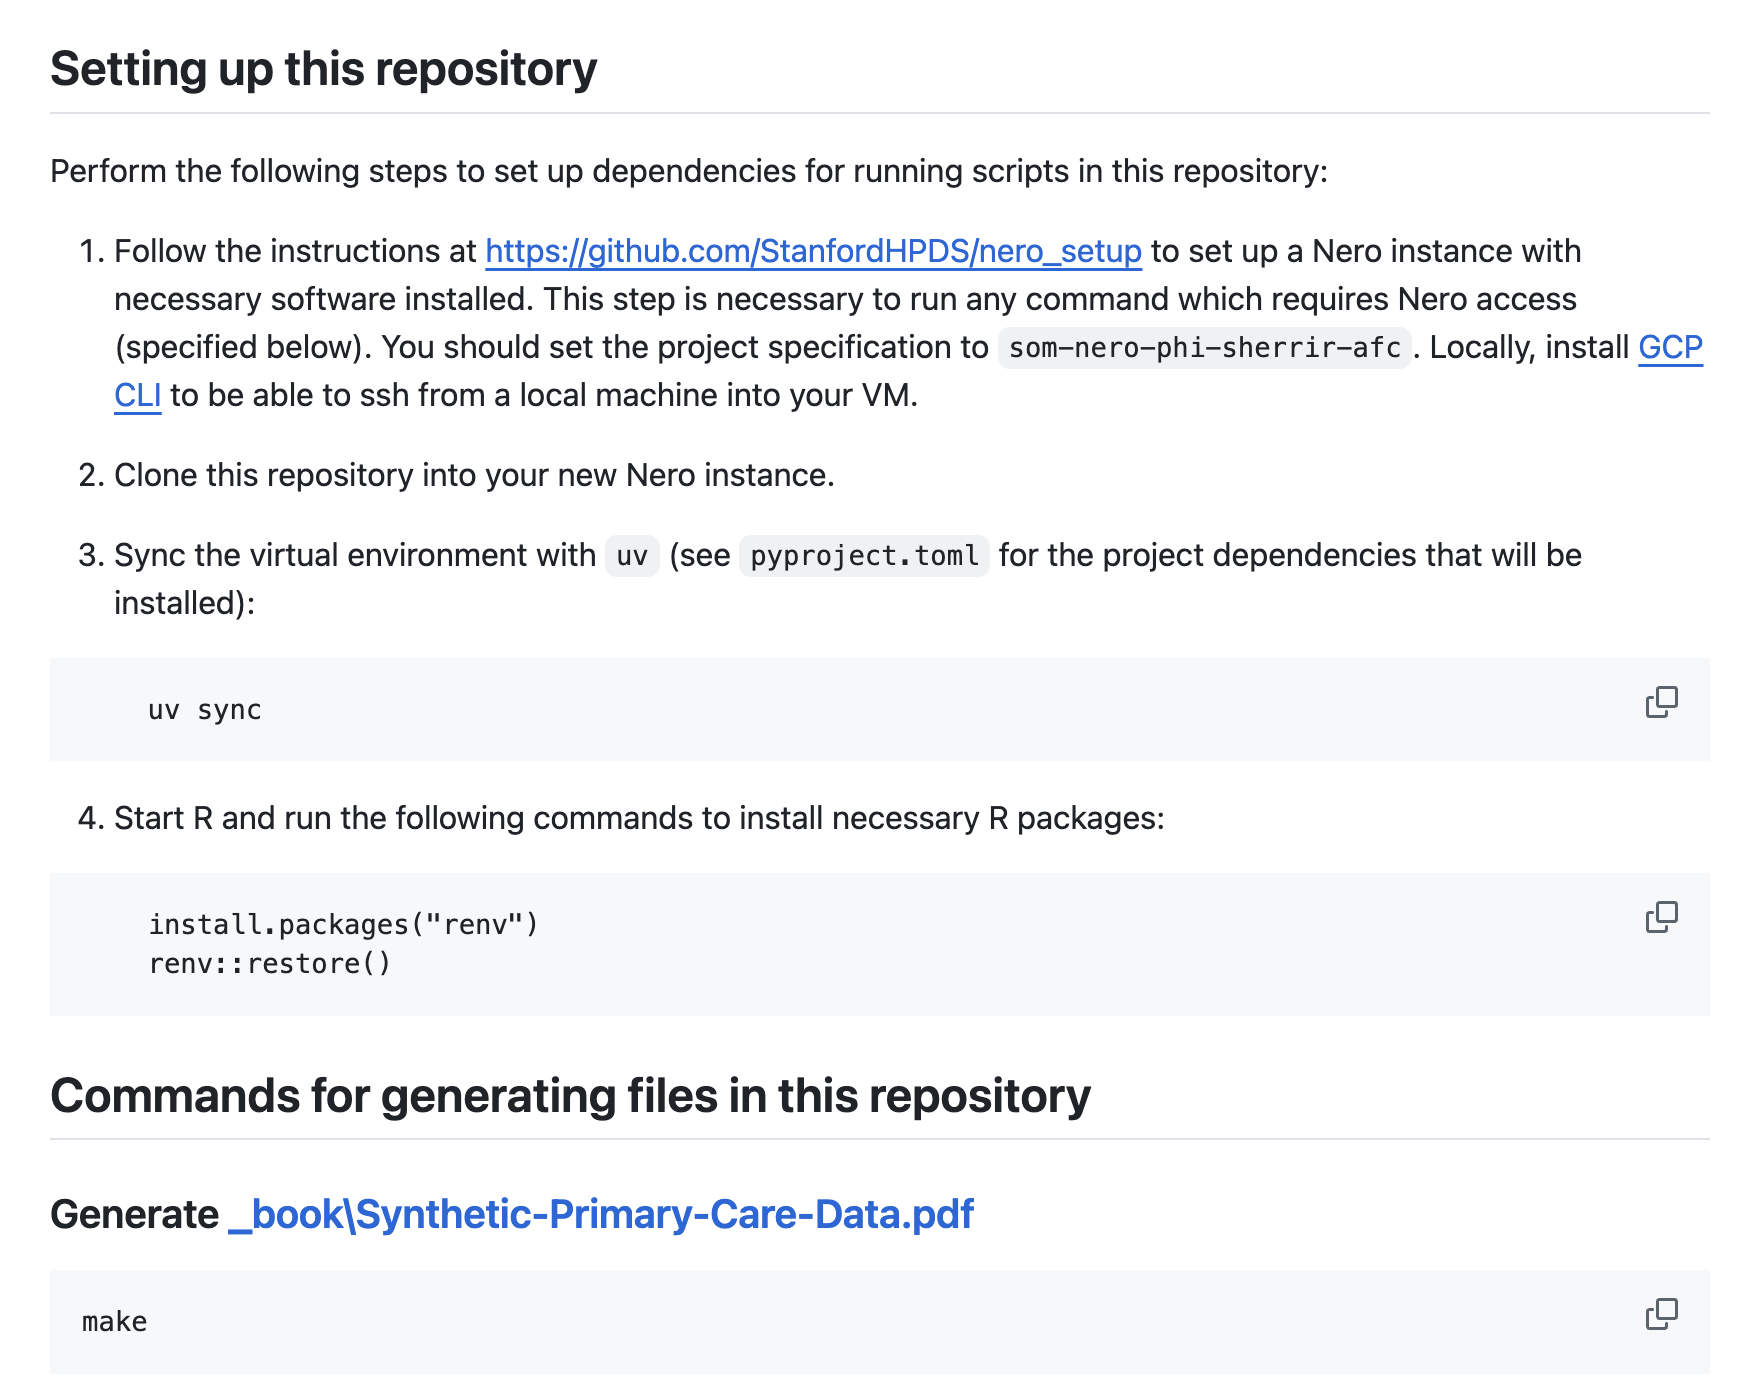 Setting up this repository
Perform the following steps to set up dependencies for running scripts in this repository:
1. Follow the instructions at https://github.com/StanfordHPDS/nero_setup to set up a Nero instance with
necessary software installed. This step is necessary to run any command which requires Nero access
(specified below). You should set the project specification to som-nero-phi-sherrir-afc. Locally, install GCP
CLI to be able to ssh from a local machine into your VM.
2. Clone this repository into your new Nero instance.
3. Sync the virtual environment with uv (see pyproject.toml for the project dependencies that will be
installed):
uv sync
4. Start R and run the following commands to install necessary R packages:
install.packages("renv")
renv::restore()
Commands for generating files in this repository
Generate _book\Synthetic-Primary-Care-Data.pdf
make